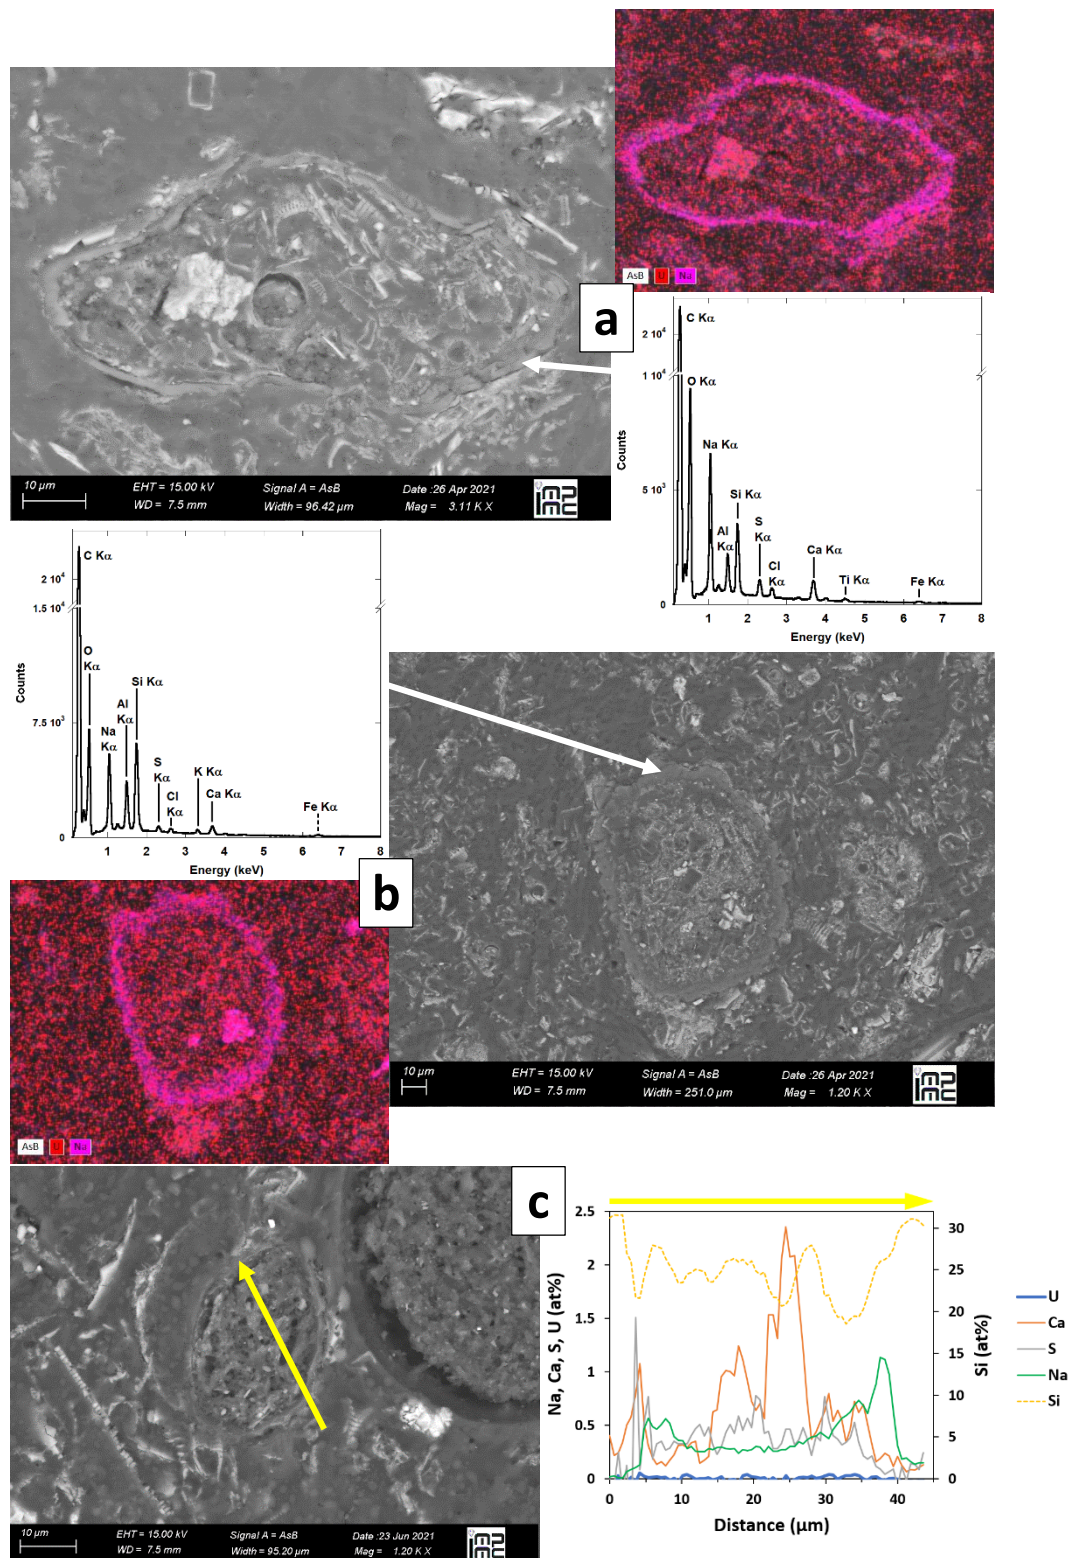 AsB U Na
a
10 µm
EHT = 15.00 kV
WD = 7.5 mm
Signal A = AsB
Width = 96.42 µm
Date :26 Apr 2021
Mag = 3.11 K X
IMPMC
C Kα
2 10⁴
1 10⁴
O Kα
Na Kα
Si Kα
Al Kα
S Kα
Cl Kα
Ca Kα
Ti Kα
Fe Kα
5 10³
0
Counts
1 2 3 4 5 6 7 8
Energy (keV)
C Kα
2 10⁴
1.5 10⁴
O Kα
Na Kα
Al Kα
Si Kα
S Kα
Cl Kα
K Kα
Ca Kα
Fe Kα
7.5 10³
0
Counts
1 2 3 4 5 6 7 8
Energy (keV)
b
10 µm
EHT = 15.00 kV
WD = 7.5 mm
Signal A = AsB
Width = 251.0 µm
Date :26 Apr 2021
Mag = 1.20 K X
IMPMC
AsB U Na
c
10 µm
EHT = 15.00 kV
WD = 7.5 mm
Signal A = AsB
Width = 95.20 µm
Date :23 Jun 2021
Mag = 1.20 K X
IMPMC
Na, Ca, S, U (at%)
2.5
2
1.5
1
0.5
0
Si (at%)
30
25
20
15
10
5
0
0 10 20 30 40
Distance (µm)
U
Ca
S
Na
Si